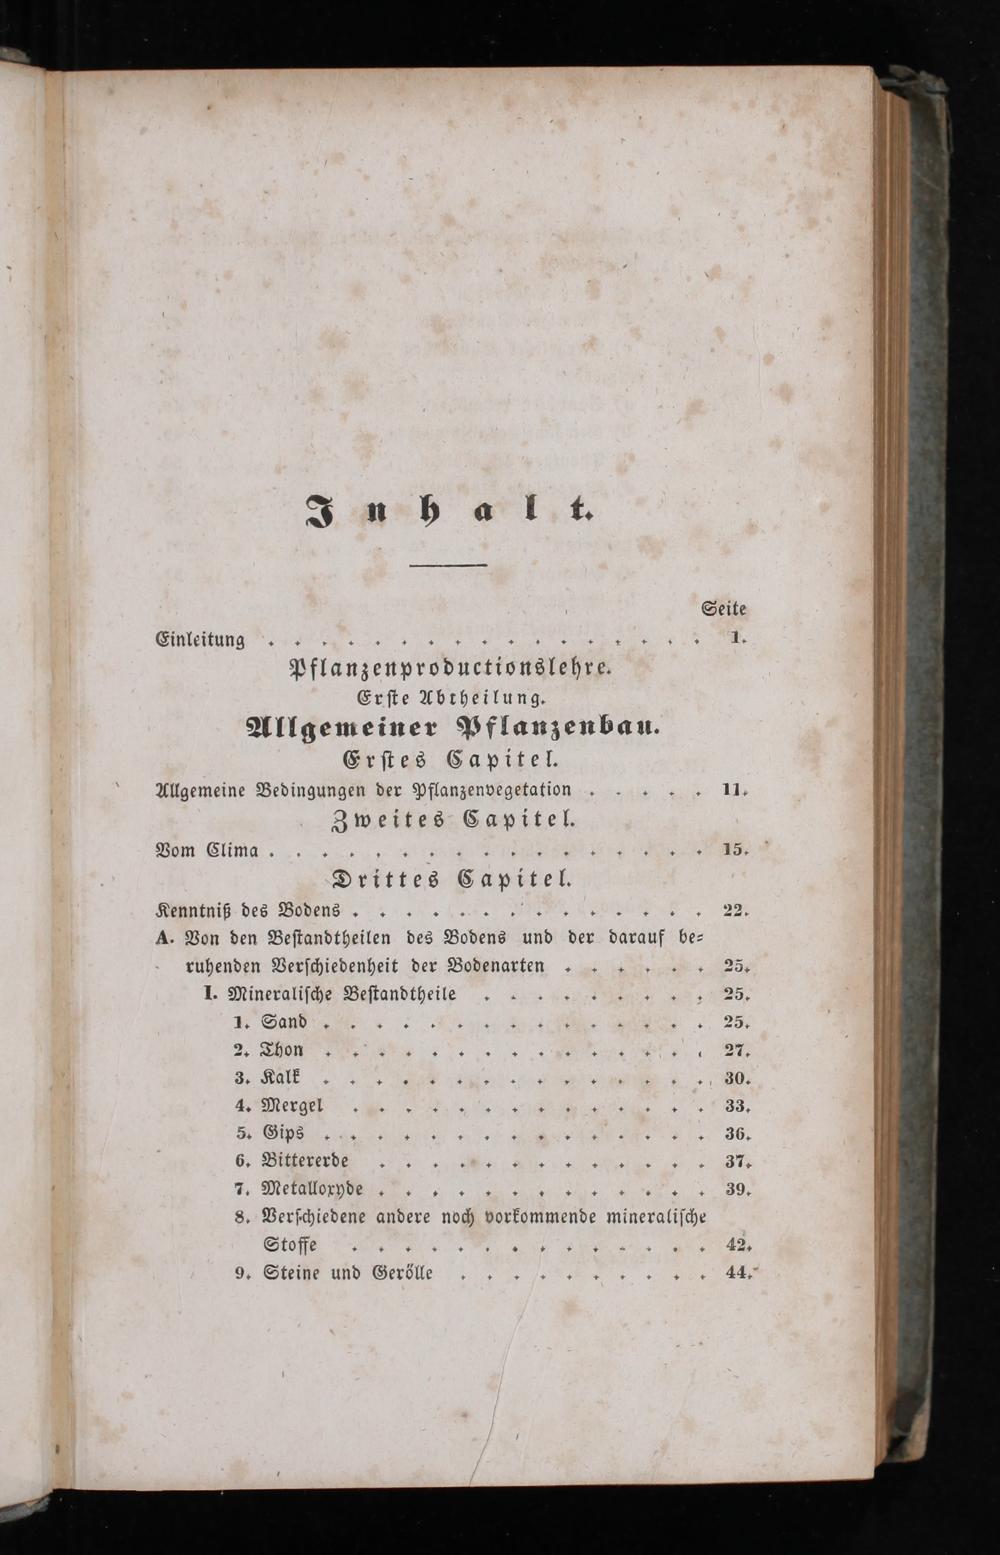 Inhalt.
Seite
Einleitung . . . . . . . . . . . . . . . . . 1.
Pflanzenproductionslehre.
Erſte Abtheilung.
Allgemeiner Pflanzenbau.
Erſtes Capitel.
Allgemeine Bedingungen der Pflanzenvegetation . . . . . 11.
Zweites Capitel.
Vom Clima . . . . . . . . . . . . . . . . . 15.
Drittes Capitel.
Kenntniß des Bodens . . . . . . . . . . . . . . 22.
A. Von den Beſtandtheilen des Bodens und der darauf be⸗
ruhenden Verſchiedenheit der Bodenarten . . . . . . 25.
I. Mineraliſche Beſtandtheile . . . . . . . . . 25.
1. Sand . . . . . . . . . . . . . . . 25.
2. Thon . . . . . . . . . . . . . . . 27.
3. Kalk . . . . . . . . . . . . . . . 30.
4. Mergel . . . . . . . . . . . . . . 33.
5. Gips . . . . . . . . . . . . . . . 36.
6. Bittererde . . . . . . . . . . . . . 37.
7. Metalloxyde . . . . . . . . . . . . . 39.
8. Verſchiedene andere noch vorkommende mineraliſche
Stoffe . . . . . . . . . . . . . . 42.
9. Steine und Gerölle . . . . . . . . . . 44.